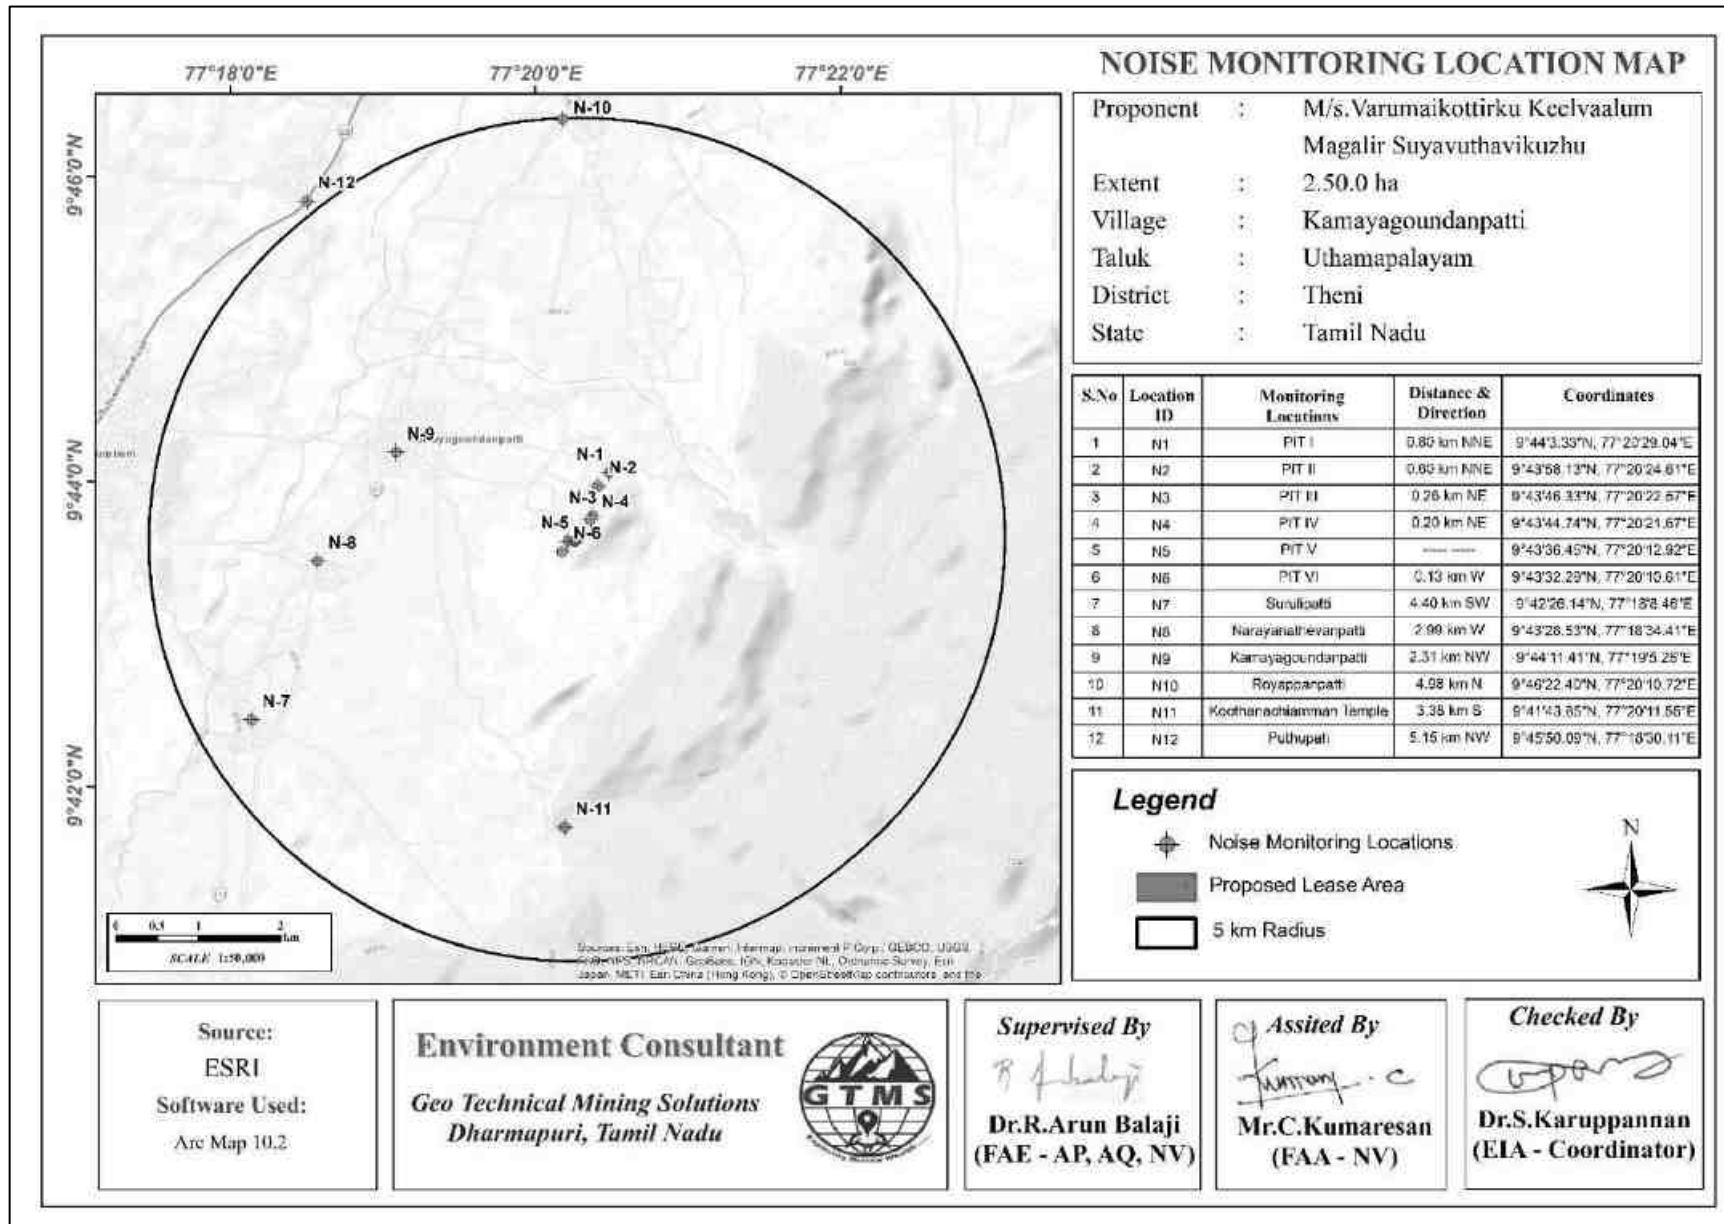 NOISE MONITORING LOCATION MAP
77°18'0"E 77°20'0"E 77°22'0"E
9°46'0"N
9°44'0"N
9°42'0"N
N-10
N-12
N-9
N-1
N-2
N-3
N-4
N-5
N-6
N-8
N-7
N-11
0 0.5 1 2
km
SCALE 1:50,000
Proponent : M/s.Varumaikottirku Keelvaalum
Magalir Suyavuthavikuzhu
Extent : 2.50.0 ha
Village : Kamayagoundanpatti
Taluk : Uthamapalayam
District : Theni
State : Tamil Nadu
S.No Location ID Monitoring Locations Distance & Direction Coordinates
1 N1 PIT I 0.80 km NNE 9°44'3.33"N, 77°20'29.04"E
2 N2 PIT II NNE 9°43'58.13"N, 77°20'24.61"E
3 N3 PIT III 0.26 km NE 9°43'46.33"N, 77°20'22.57"E
4 N4 PIT IV 0.20 km NE 9°43'44.74"N, 77°20'21.67"E
5 N5 PIT V 9°43'36.45"N, 77°20'12.92"E
6 N6 PIT VI 0.13 km W 9°43'32.29"N, 77°20'10.61"E
7 N7 Surulipatti 4.40 km SW 9°42'26.14"N, 77°18'8.46"E
8 N8 Narayanathevanpatti 2.99 km W 9°43'28.53"N, 77°18'34.41"E
9 N9 Kamayagoundanpatti 2.31 km NW 9°44'11.41"N, 77°19'5.25"E
10 N10 Royappanpatti 4.98 km N 9°46'22.40"N, 77°20'10.72"E
11 N11 Koothanachiamman Temple 3.38 km S 9°41'43.85"N, 77°20'11.55"E
12 N12 Puthupatti 5.15 km NW 9°45'50.09"N, 77°18'30.11"E
Legend
Noise Monitoring Locations
Proposed Lease Area
5 km Radius
N
Source:
ESRI
Software Used:
Arc Map 10.2
Environment Consultant
Geo Technical Mining Solutions
Dharmapuri, Tamil Nadu
GTMS
Supervised By
Dr.R.Arun Balaji
(FAE - AP, AQ, NV)
Assited By
Mr.C.Kumaresan
(FAA - NV)
Checked By
Dr.S.Karuppannan
(EIA - Coordinator)